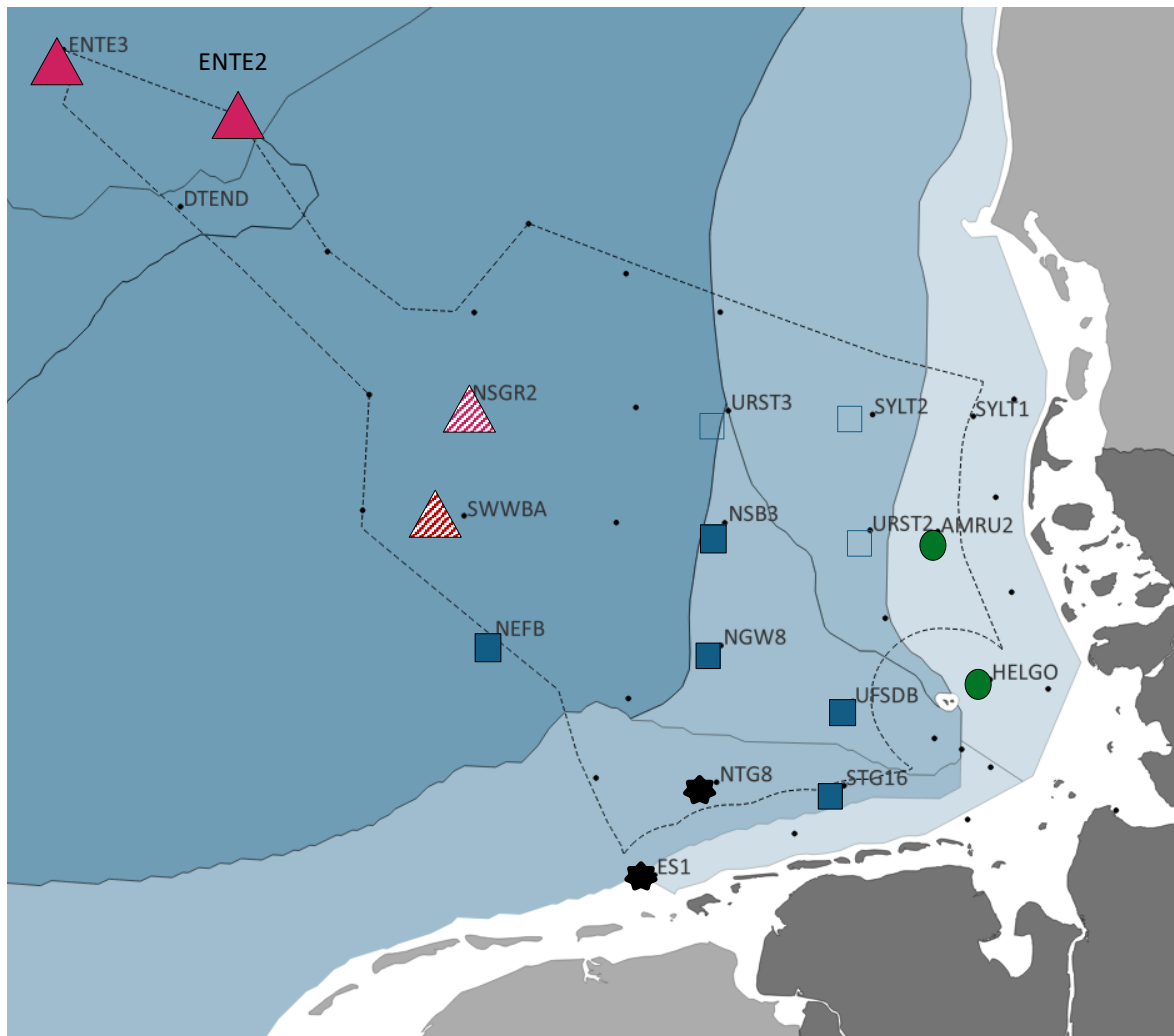 ENTE3
ENTE2
DTEND
NSGR2
URST3
SYLT2
SYLT1
SWWBA
NSB3
URST2
AMRU2
NEFB
NGW8
HELGO
UFSDB
NTG8
STG16
ES1